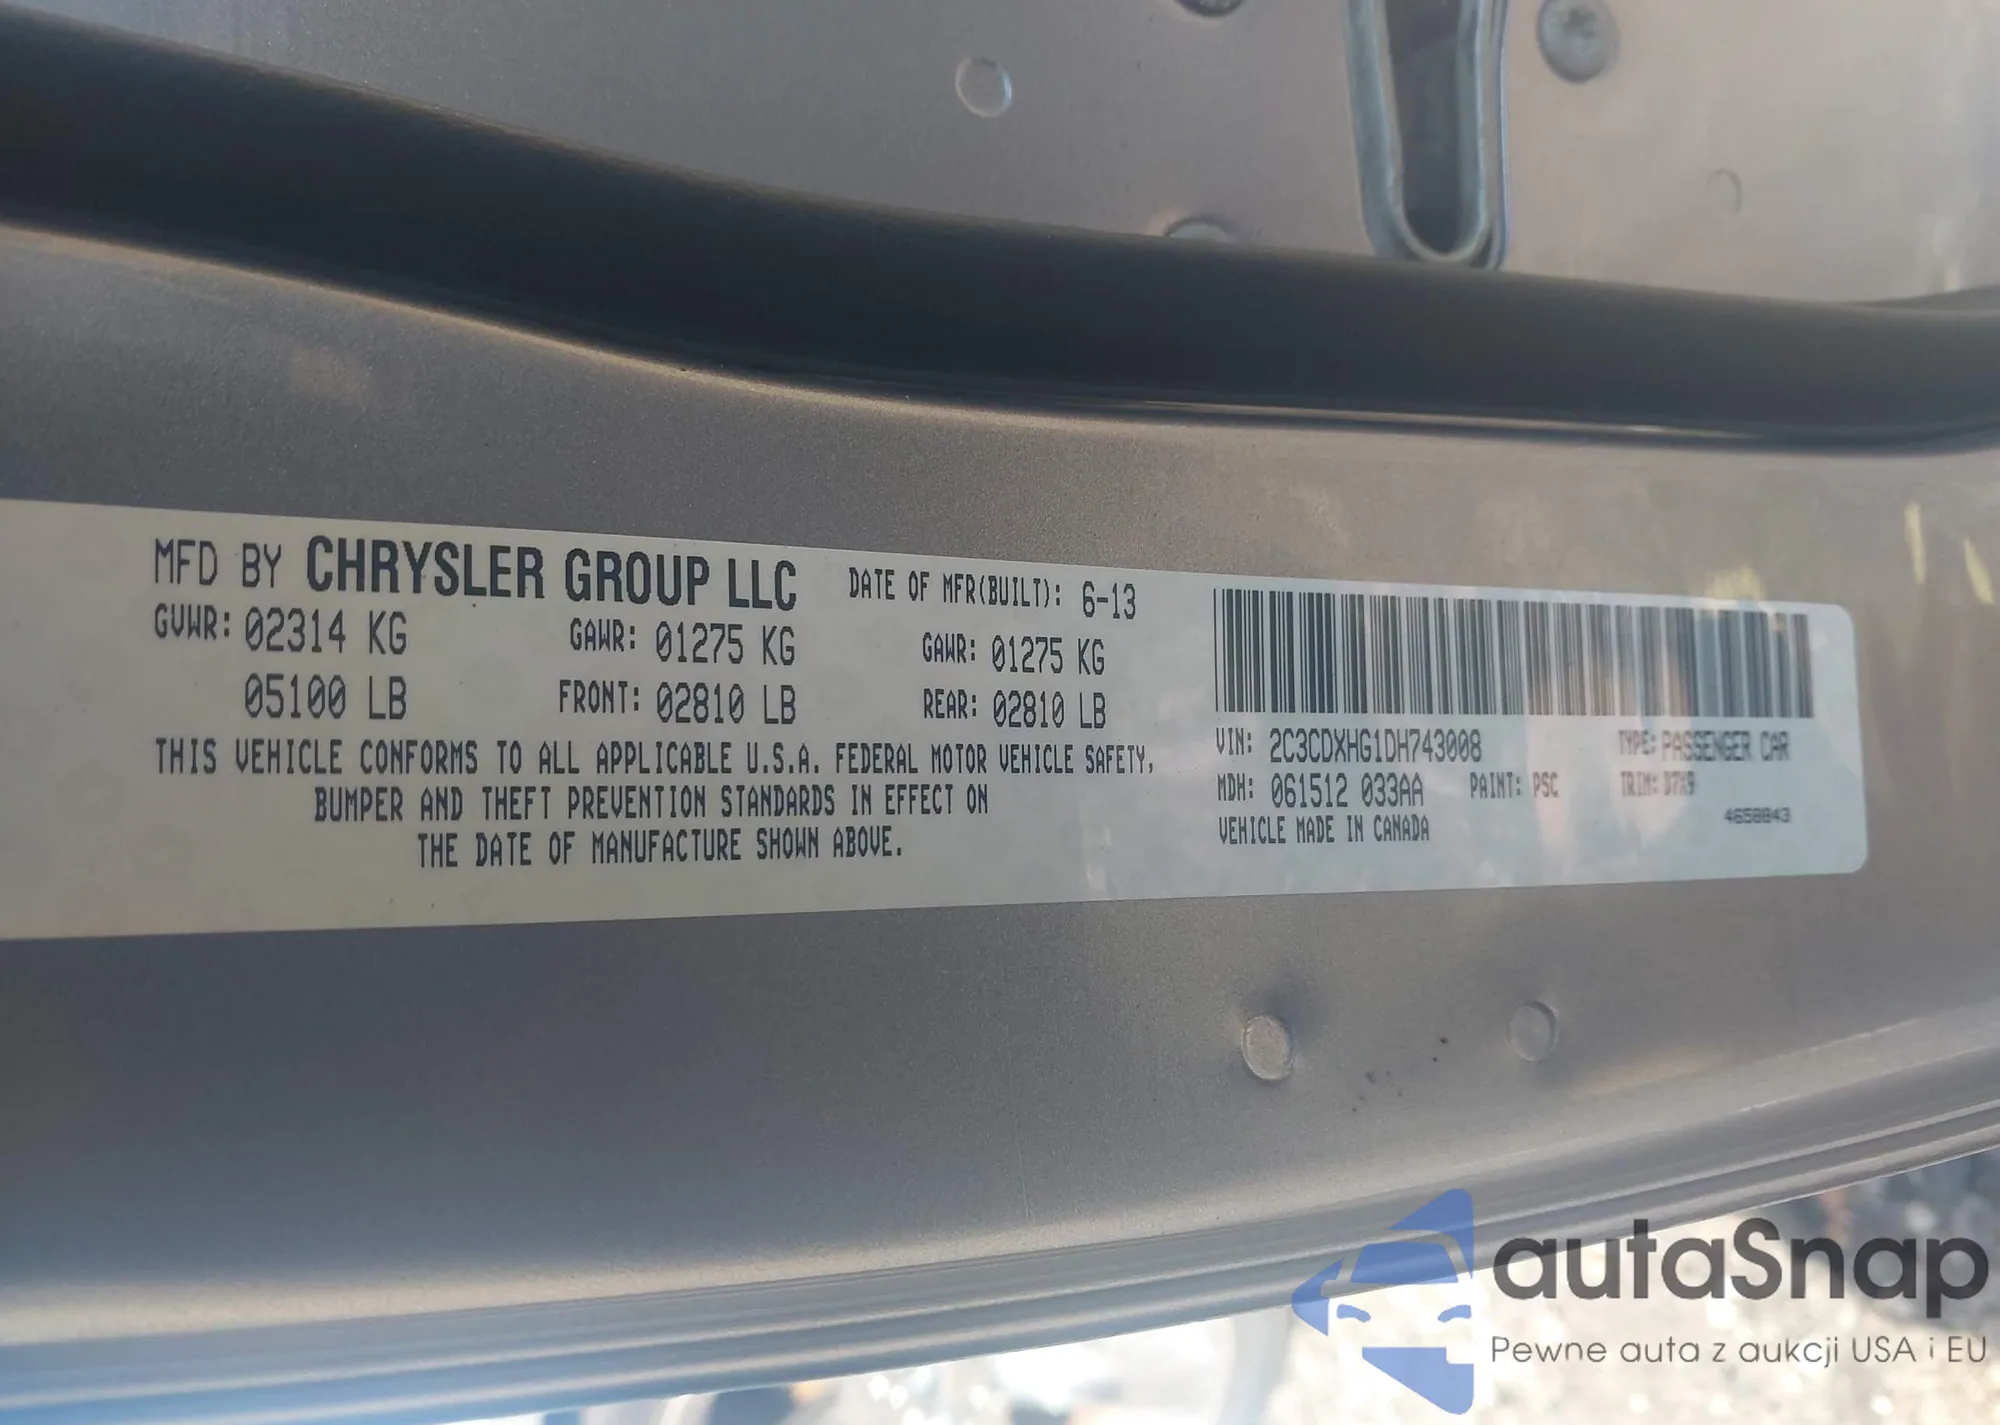 MFD BY CHRYSLER GROUP LLC DATE OF MFR(BUILT): 6-13
GVWR: 02314 KG GAWR: 01275 KG GAWR: 01275 KG
05100 LB FRONT: 02810 LB REAR: 02810 LB
THIS VEHICLE CONFORMS TO ALL APPLICABLE U.S.A. FEDERAL MOTOR VEHICLE SAFETY,
BUMPER AND THEFT PREVENTION STANDARDS IN EFFECT ON
THE DATE OF MANUFACTURE SHOWN ABOVE.
VIN: 2C3CDXHG1DH743008 TYPE: PASSENGER CAR
MDH: 061512 033AA PAINT: PSC TRIM: D7X9
VEHICLE MADE IN CANADA 4658843
autaSnap
Pewne auta z aukcji USA i EU